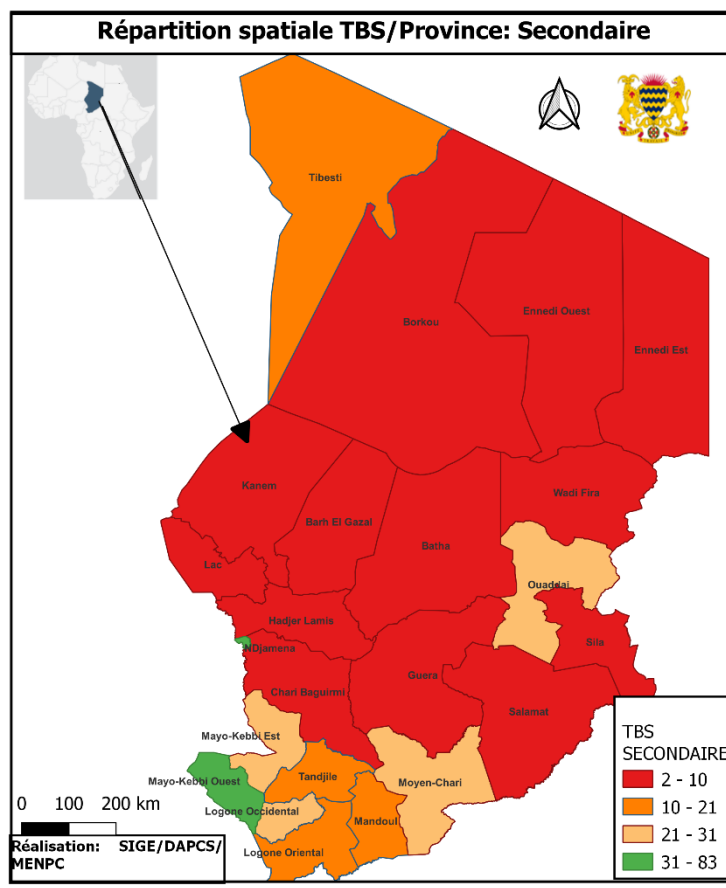 Répartition spatiale TBS/Province: Secondaire
Tibesti
Borkou
Ennedi Ouest
Ennedi Est
Kanem
Barh El Gazal
Batha
Wadi Fira
Lac
Ouaddai
Hadjer Lamis
NDjamena
Sila
Guera
Chari Baguirmi
Salamat
Mayo-Kebbi Est
Mayo-Kebbi Ouest
Tandjile
Moyen-Chari
Logone Occidental
Mandoul
Logone Oriental
TBS
SECONDAIRE
2 - 10
10 - 21
21 - 31
31 - 83
0 100 200 km
Réalisation: SIGE/DAPCS/
MENPC